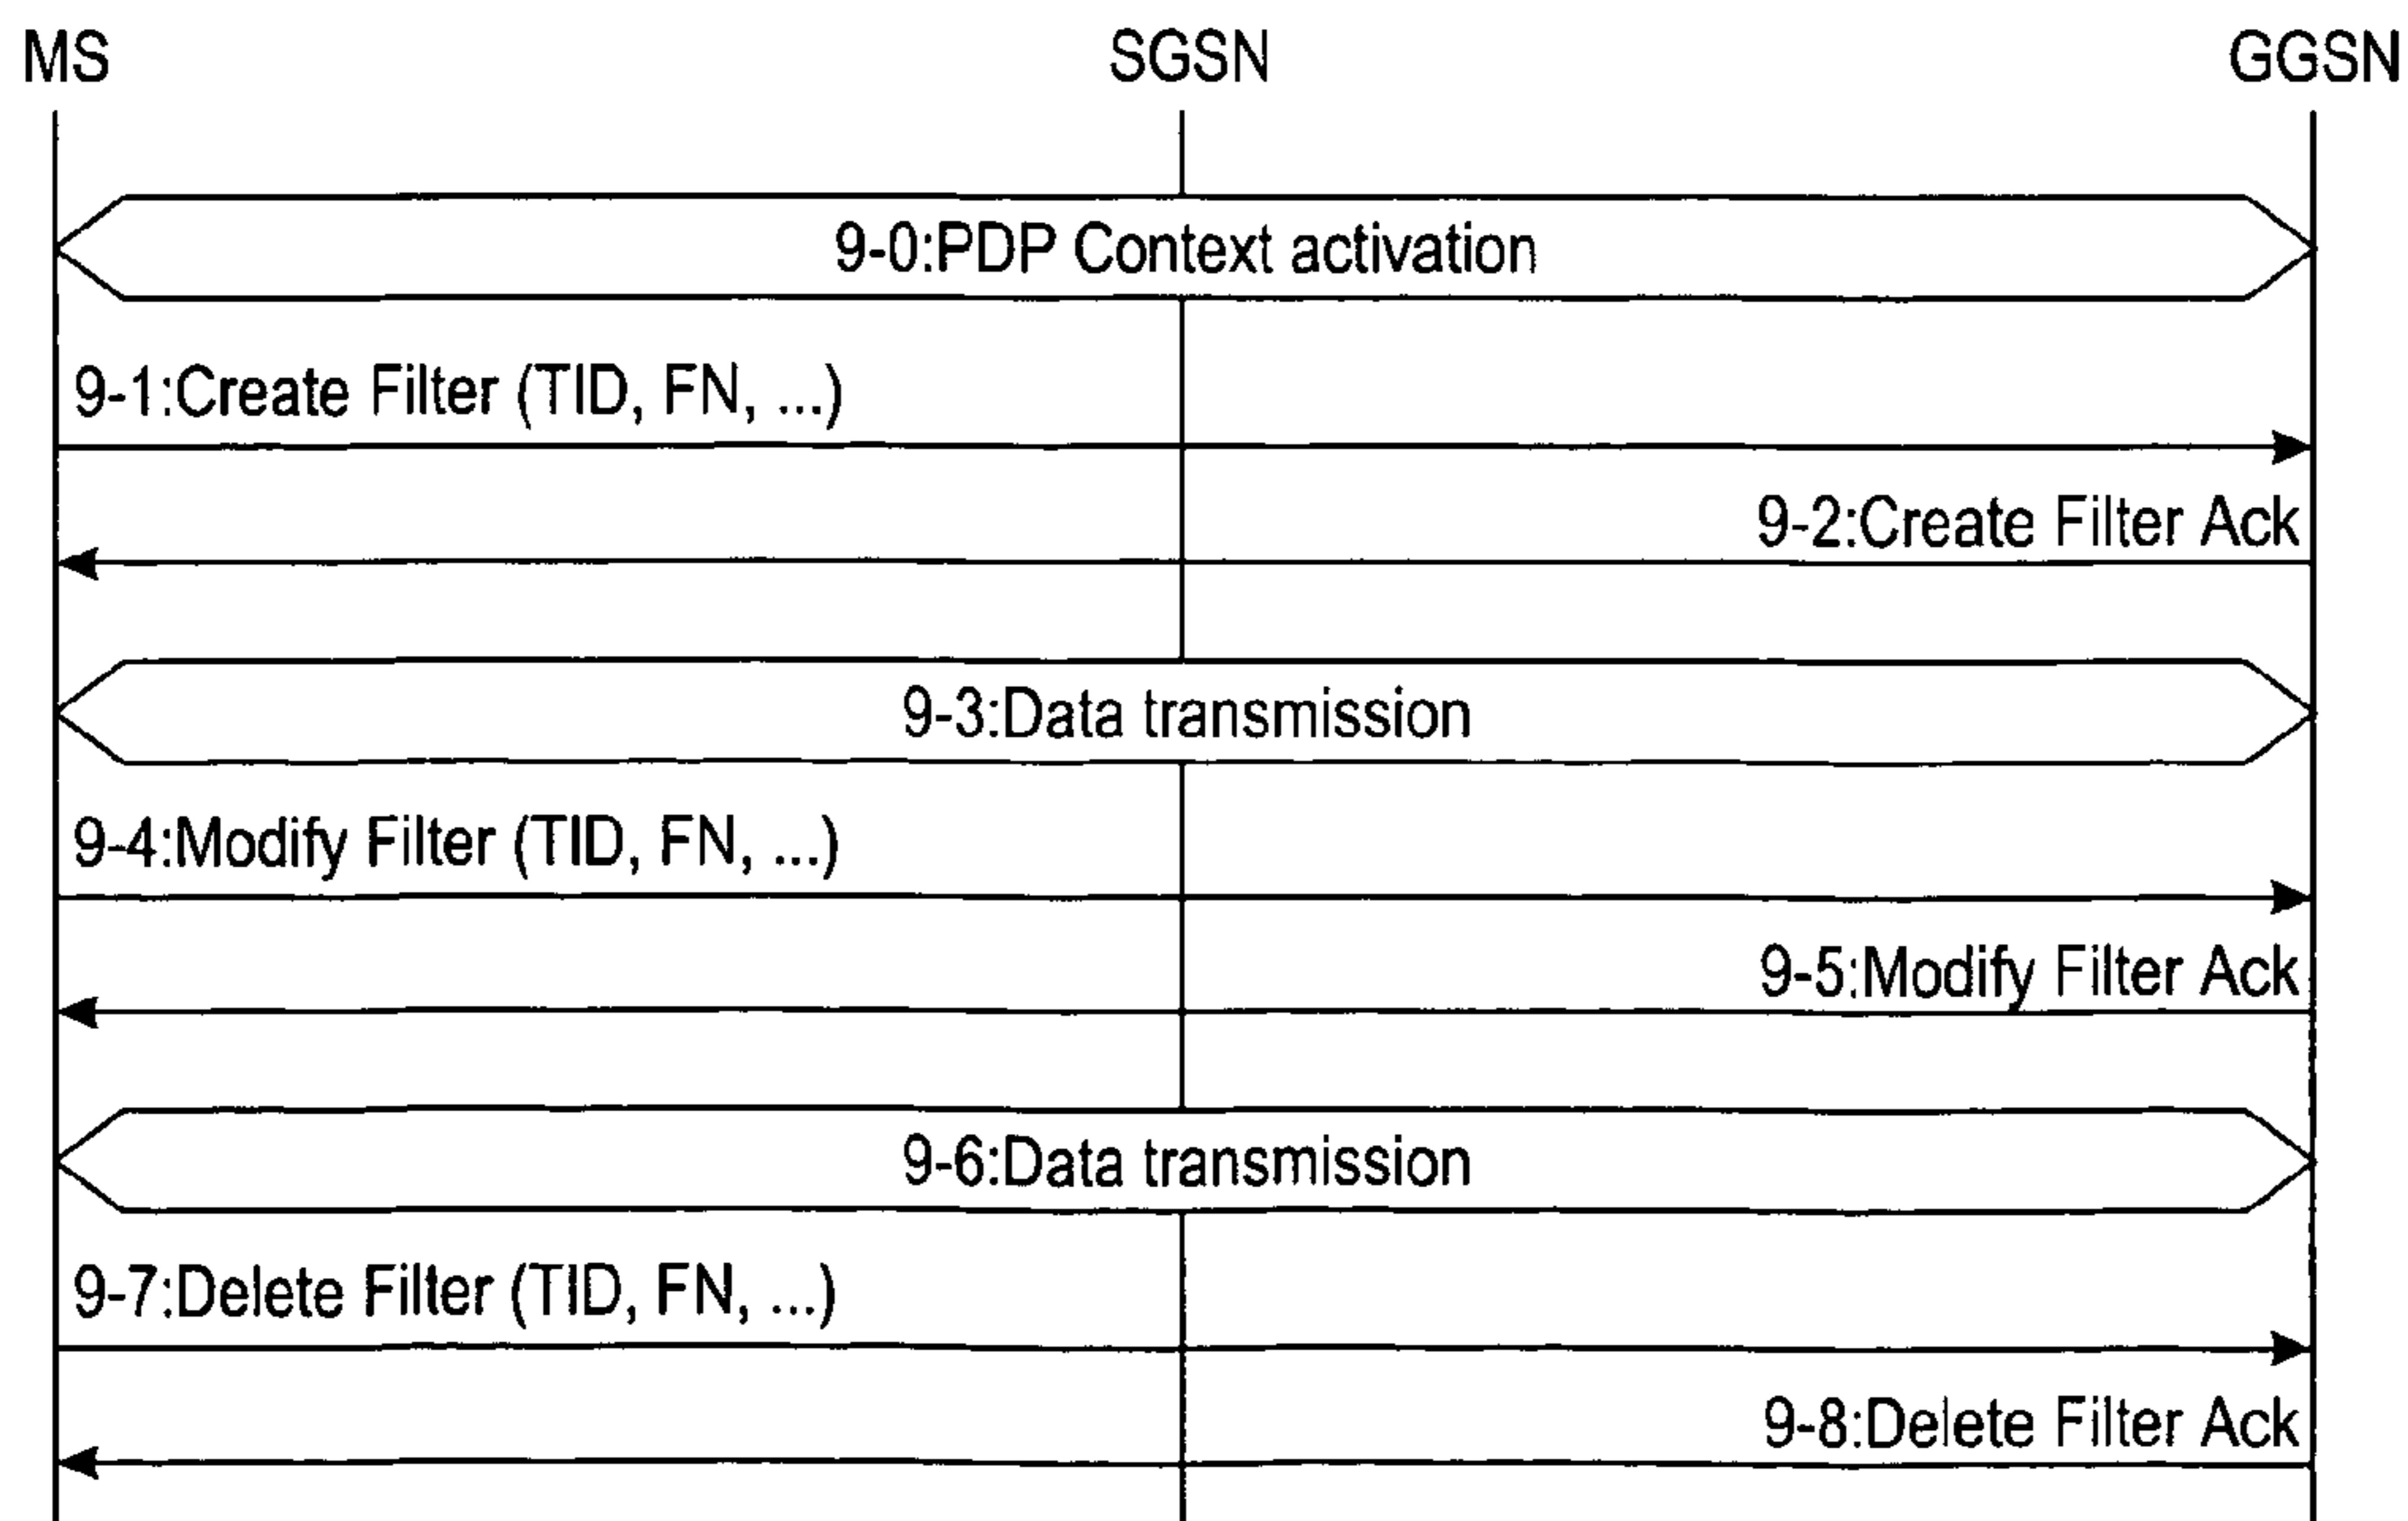 MS SGSN GGSN
9-0:PDP Context activation
9-1:Create Filter (TID, FN, ...)
9-2:Create Filter Ack
9-3:Data transmission
9-4:Modify Filter (TID, FN, ...)
9-5:Modify Filter Ack
9-6:Data transmission
9-7:Delete Filter (TID, FN, ...)
9-8:Delete Filter Ack